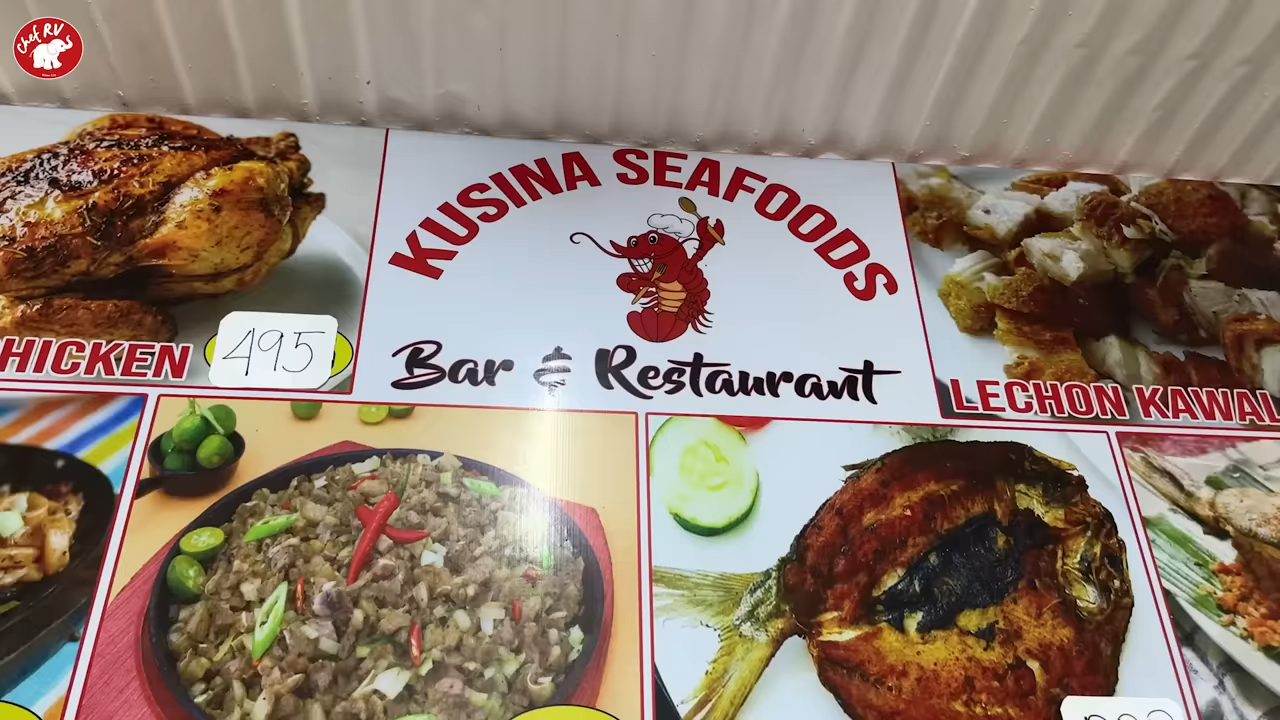 Chef RV
KUSINA SEAFOODS
Bar & Restaurant
HICKEN
495
LECHON KAWAL